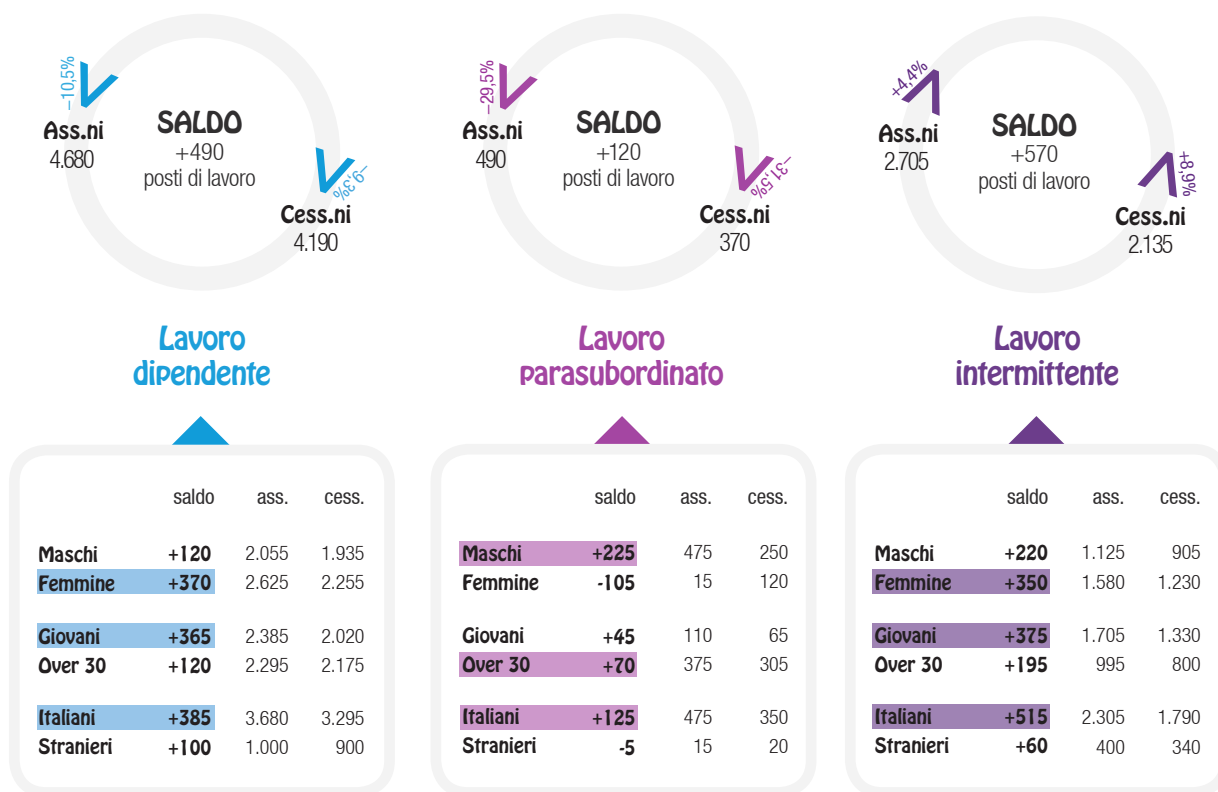 –10,5%
Ass.ni
4.680
SALDO
+490
posti di lavoro
–9,3%
Cess.ni
4.190
Lavoro
dipendente
–29,5%
Ass.ni
490
SALDO
+120
posti di lavoro
–31,5%
Cess.ni
370
Lavoro
parasubordinato
+4,4%
Ass.ni
2.705
SALDO
+570
posti di lavoro
+8,9%
Cess.ni
2.135
Lavoro
intermittente
saldo ass. cess.
Maschi +120 2.055 1.935
Femmine +370 2.625 2.255
Giovani +365 2.385 2.020
Over 30 +120 2.295 2.175
Italiani +385 3.680 3.295
Stranieri +100 1.000 900
saldo ass. cess.
Maschi +225 475 250
Femmine -105 15 120
Giovani +45 110 65
Over 30 +70 375 305
Italiani +125 475 350
Stranieri -5 15 20
saldo ass. cess.
Maschi +220 1.125 905
Femmine +350 1.580 1.230
Giovani +375 1.705 1.330
Over 30 +195 995 800
Italiani +515 2.305 1.790
Stranieri +60 400 340